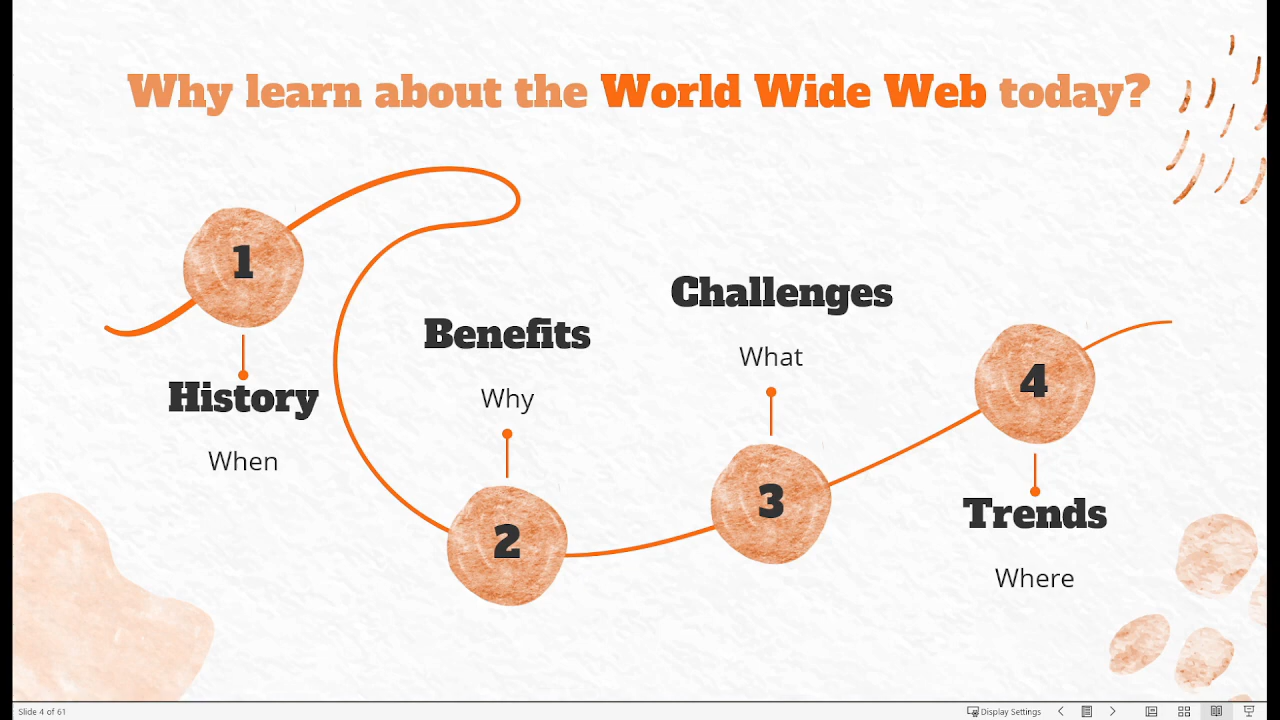 Why learn about the World Wide Web today?
1
History
When
Benefits
Why
2
Challenges
What
3
4
Trends
Where
Slide 4 of 61
Display Settings